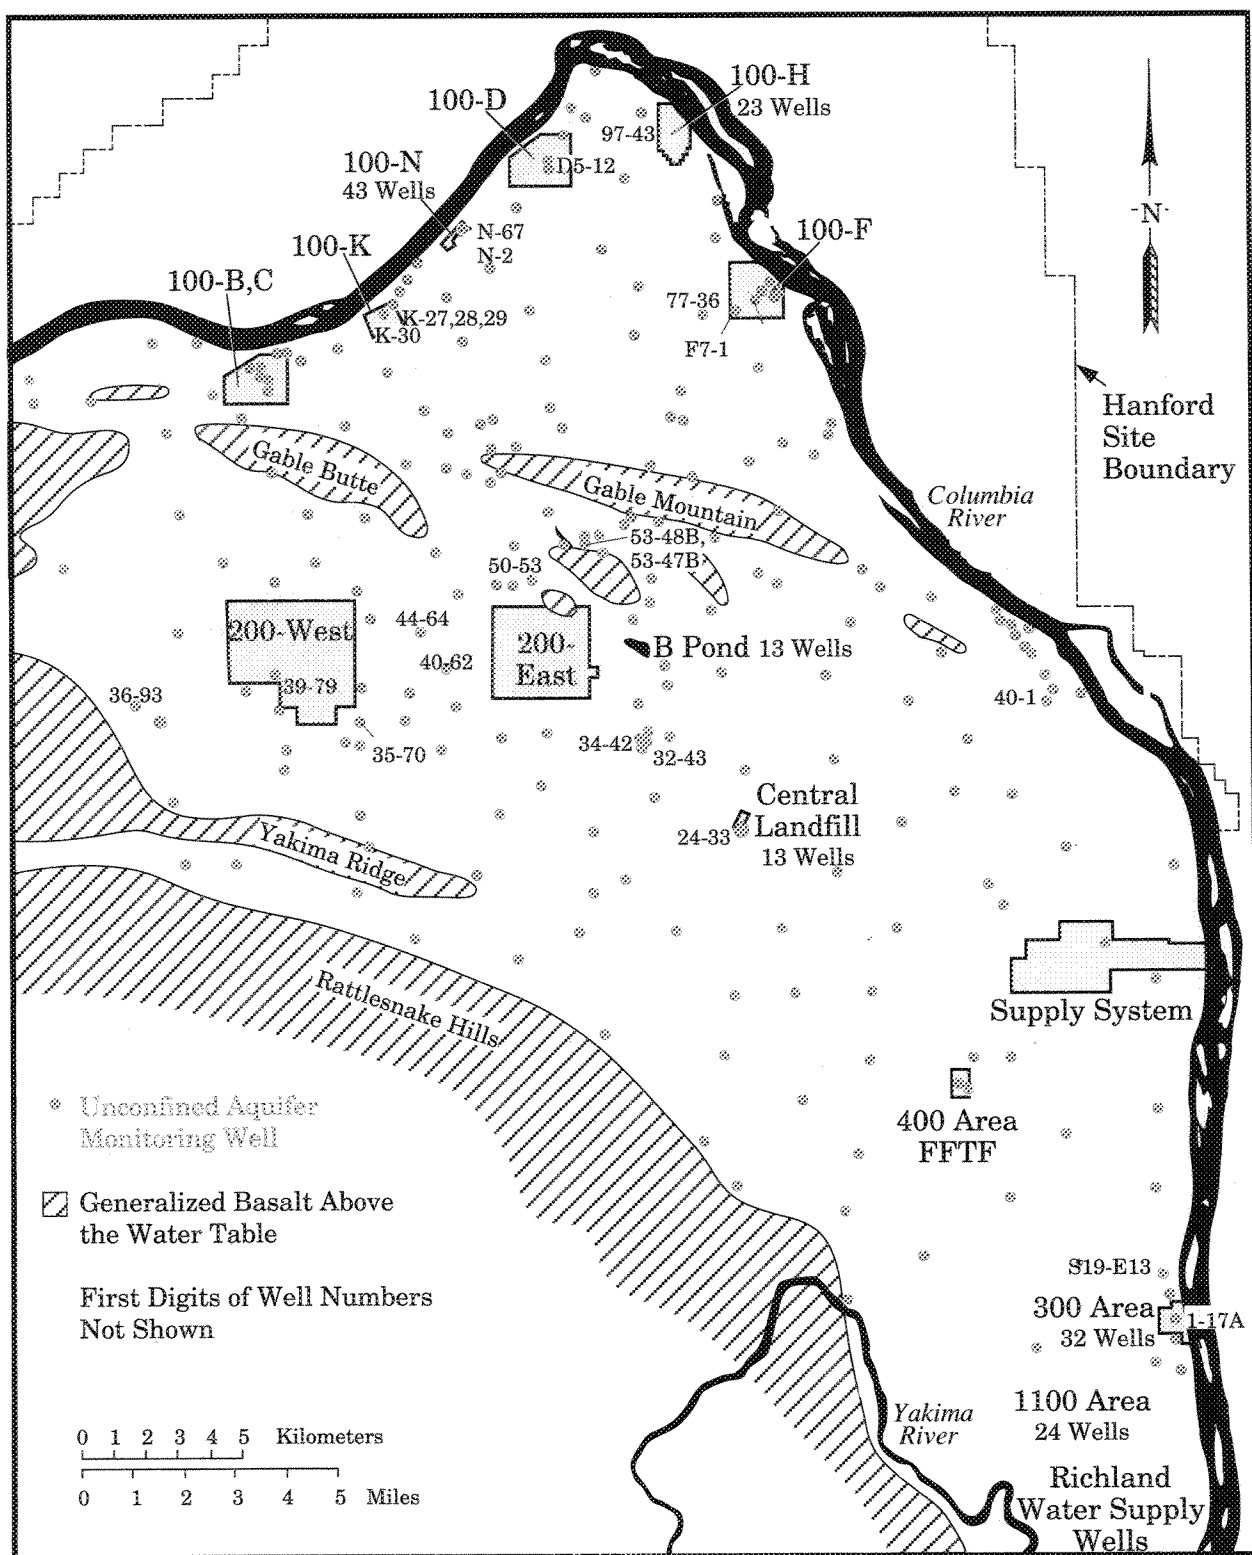 100-H
23 Wells
100-D
97-43
D5-12
100-N
43 Wells
N-67
N-2
-N-
100-F
100-K
100-B,C
77-36
K-27,28,29
K-30
F7-1
Hanford
Site
Boundary
Gable Butte
Gable Mountain
Columbia
River
53-48B,
53-47B
50-53
44-64
200-West
200-
East
B Pond 13 Wells
40-62
39-79
36-93
40-1
35-70
34-42
32-43
Central
Landfill
13 Wells
24-33
Yakima Ridge
Rattlesnake Hills
Supply System
400 Area
FFTF
Unconfined Aquifer
Monitoring Well
Generalized Basalt Above
the Water Table
First Digits of Well Numbers
Not Shown
S19-E13
300 Area
32 Wells
1-17A
1100 Area
24 Wells
Yakima
River
Richland
Water Supply
Wells
0 1 2 3 4 5 Kilometers
0 1 2 3 4 5 Miles